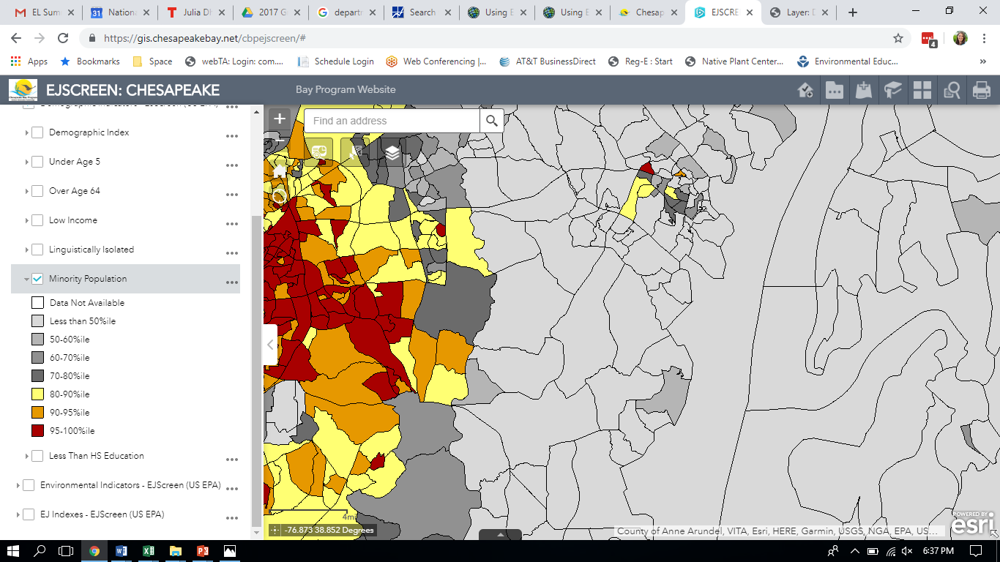 EL Sum
Nation
Julia D
2017 G
depart
Search
Using E
Using E
Chesap
EJSCRE
Layer:
https://gis.chesapeakebay.net/cbpejscreen/#
4
Apps
Bookmarks
Space
webTA: Login: com....
Schedule Login
Web Conferencing |...
AT&T BusinessDirect
Reg-E : Start
Native Plant Center...
Environmental Educ...
»
EJSCREEN: CHESAPEAKE
Bay Program Website
Demographic Index
Under Age 5
Over Age 64
Low Income
Linguistically Isolated
Minority Population
Data Not Available
Less than 50%ile
50-60%ile
60-70%ile
70-80%ile
80-90%ile
90-95%ile
95-100%ile
Less Than HS Education
Environmental Indicators - EJScreen (US EPA)
EJ Indexes - EJScreen (US EPA)
+
Find an address
4mi
-76.873 38.852 Degrees
County of Anne Arundel, VITA, Esri, HERE, Garmin, USGS, NGA, EPA, US...
POWERED BY
esri
6:37 PM